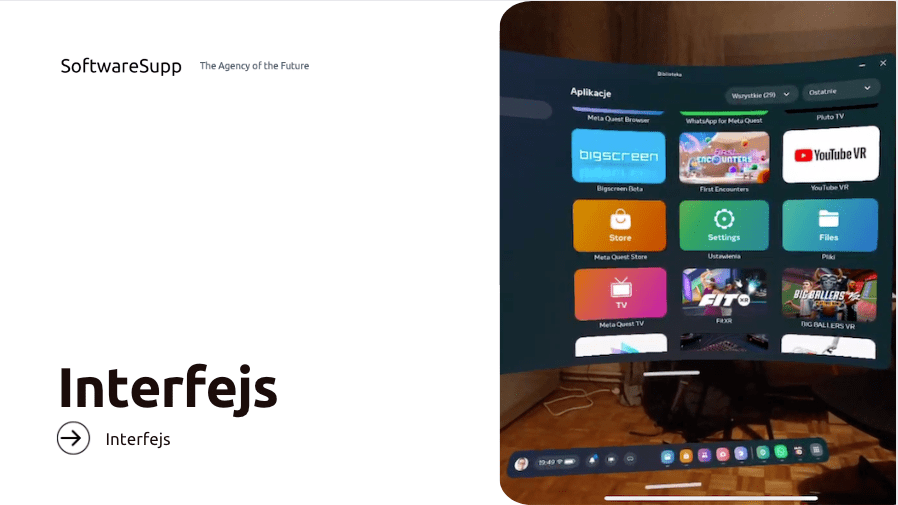 SoftwareSupp
The Agency of the Future
Interfejs
Interfejs
Biblioteka
Aplikacje
Wszystkie (29)
Ostatnie
Meta Quest Browser
WhatsApp for Meta Quest
Pluto TV
bigscreen
FIRST ENCOUNTERS
YouTube VR
Bigscreen Beta
First Encounters
YouTube VR
Store
Settings
Files
Meta Quest Store
Ustawienia
Pliki
TV
FIT XR
BIG BALLERS VR
Meta Quest TV
FitXR
BIG BALLERS VR
19:49